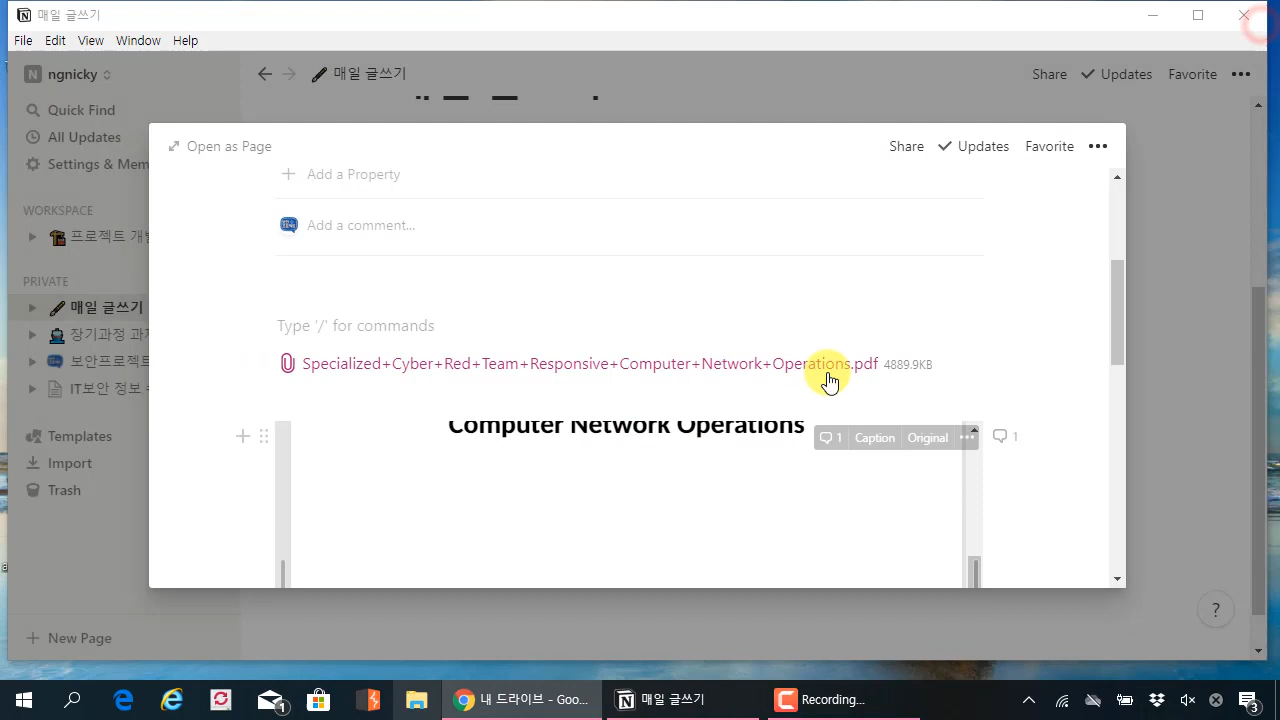 매일 글쓰기
File Edit View Window Help
N ngnicky
매일 글쓰기
Share Updates Favorite
Quick Find
All Updates
Settings & Mem
WORKSPACE
프로젝트 개발
PRIVATE
매일 글쓰기
장기과정 과
보안프로젝트
IT보안 정보
Templates
Import
Trash
New Page
Open as Page
Share Updates Favorite
Add a Property
Add a comment...
Type '/' for commands
Specialized+Cyber+Red+Team+Responsive+Computer+Network+Operations.pdf 4889.9KB
Computer Network Operations
1 Caption Original
1
?
내 드라이브 - Goo...
매일 글쓰기
Recording...
1
3